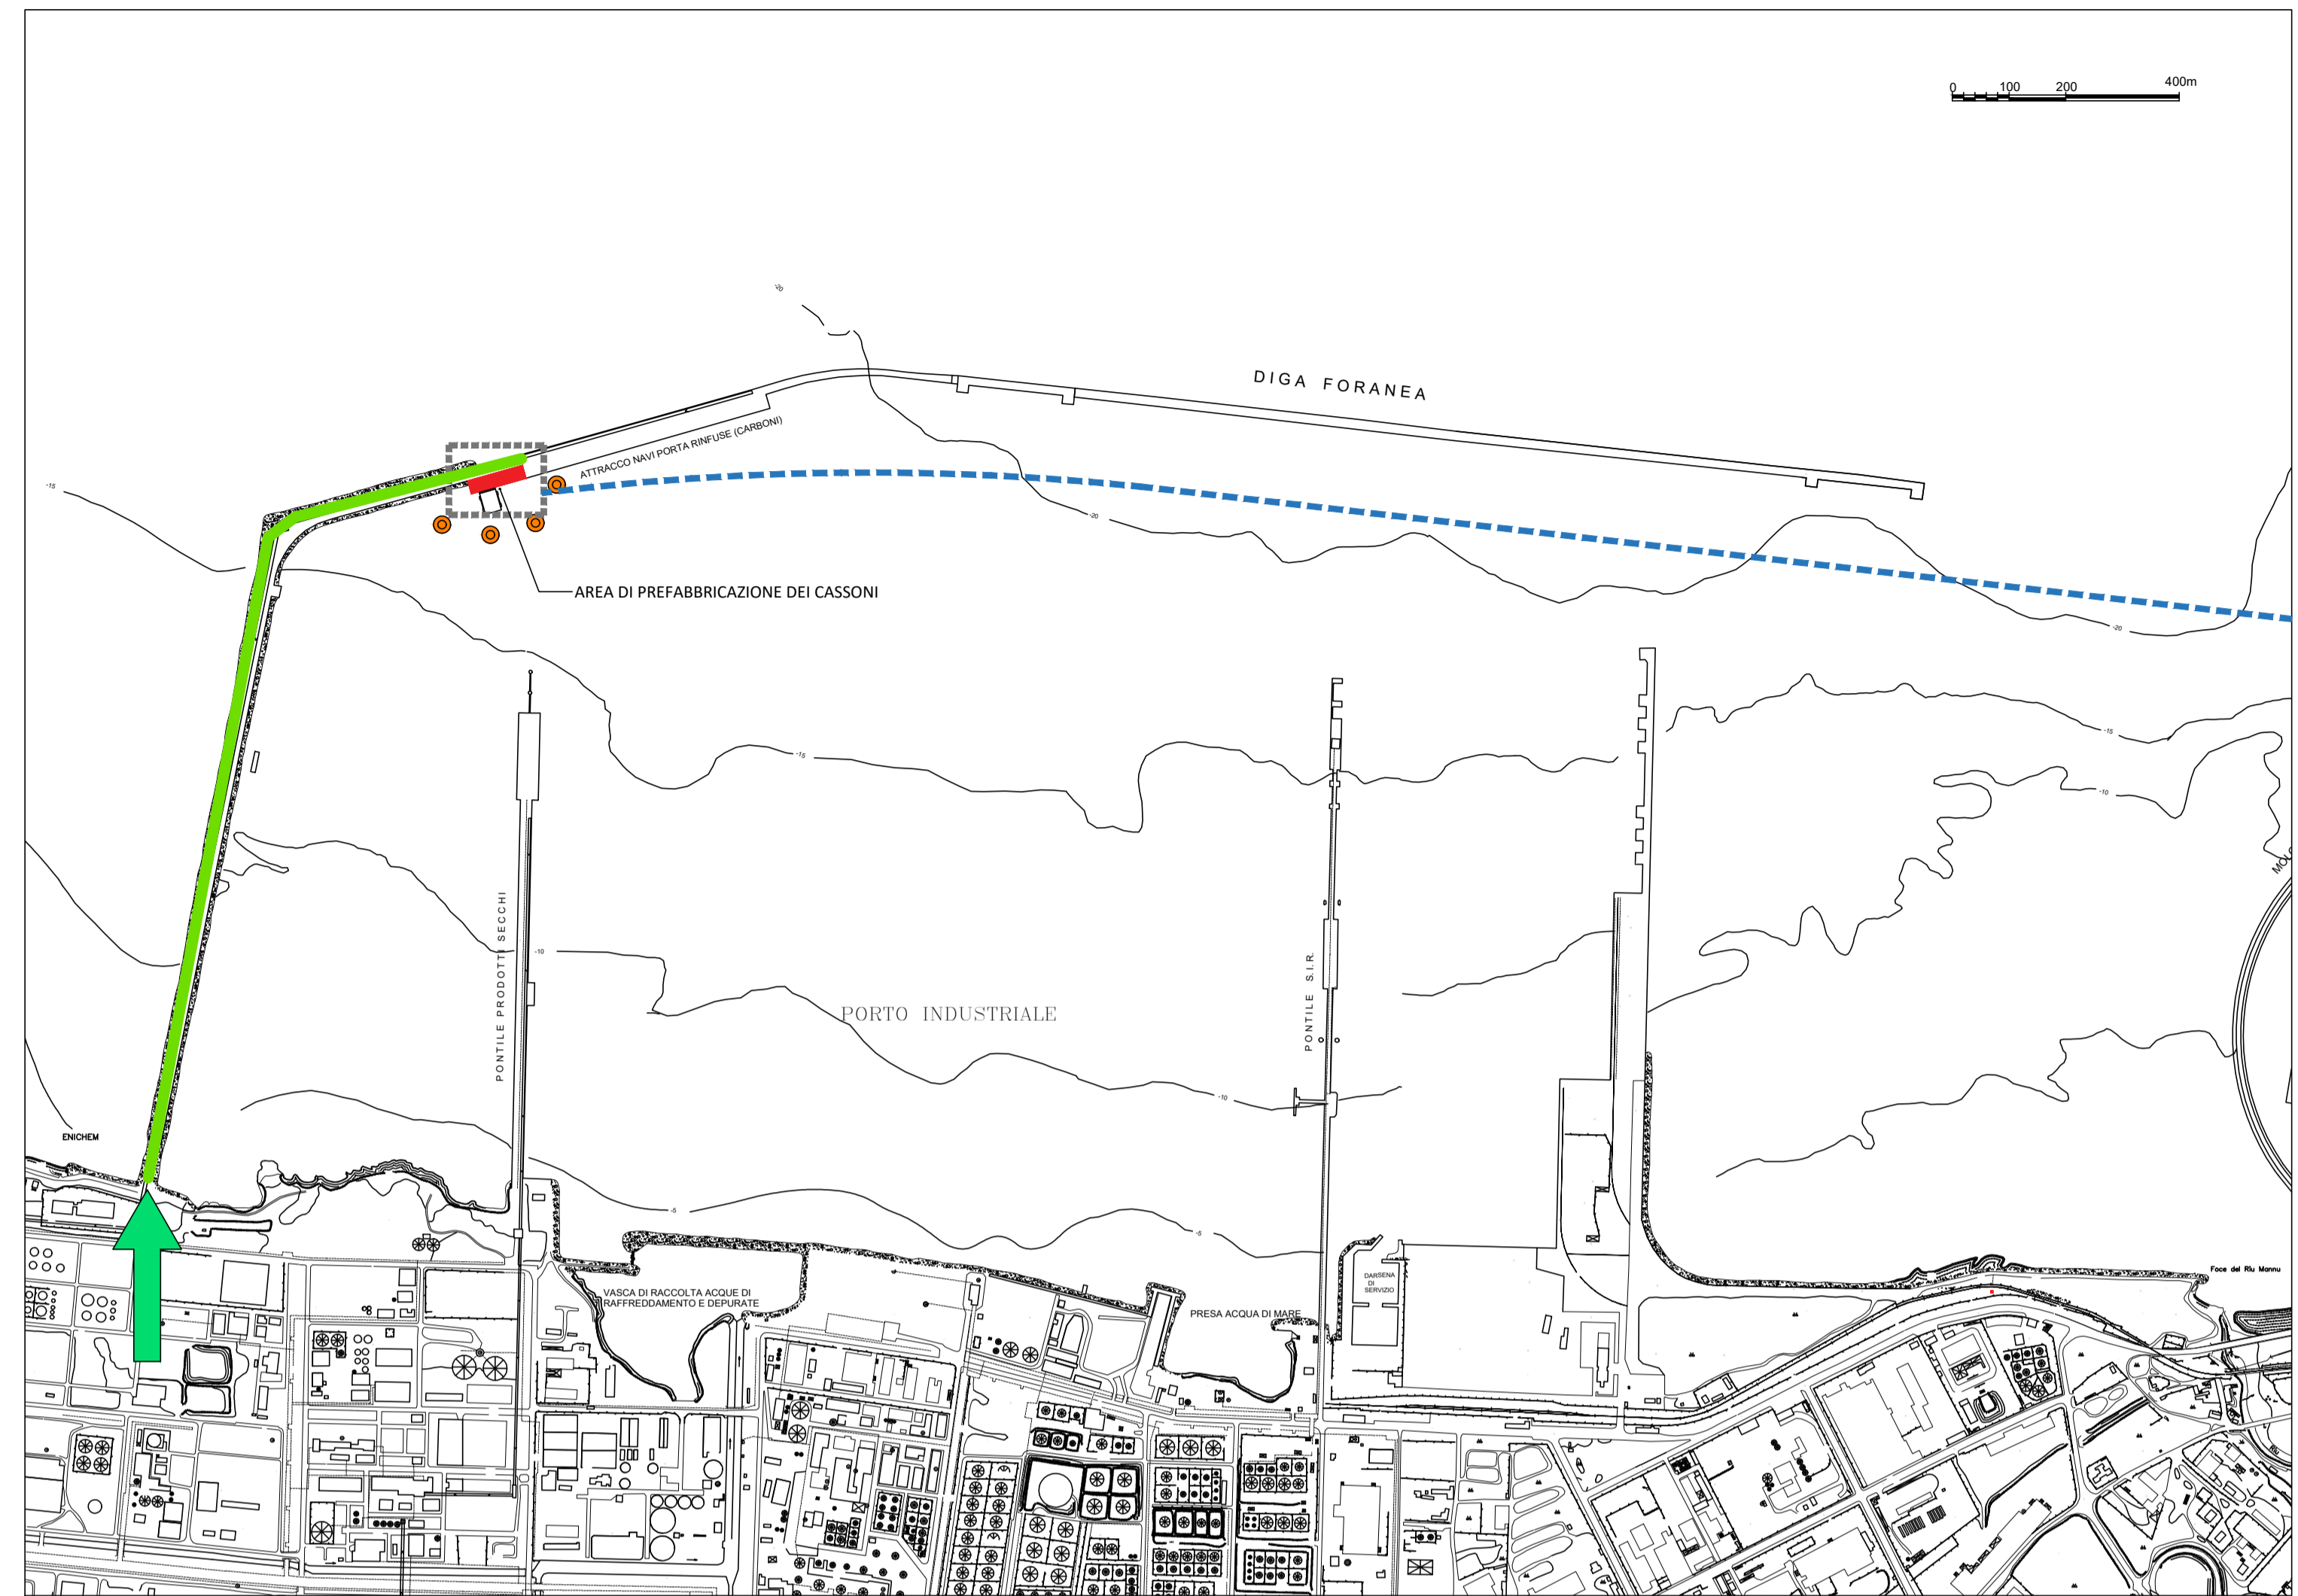 0 100 200 400m
-20
DIGA FORANEA
ATTRACCO NAVI PORTA RINFUSE (CARBONI)
-15
-20
AREA DI PREFABBRICAZIONE DEI CASSONI
-20
-15
-15
-10
PONTILE PRODOTTI SECCHI
-10
PONTILE S.I.R.
PORTO INDUSTRIALE
-10
ENICHEM
-5
-5
Foce del Riu Mannu
DARSENA
DI
SERVIZIO
VASCA DI RACCOLTA ACQUE DI
RAFFREDDAMENTO E DEPURATE
PRESA ACQUA DI MARE